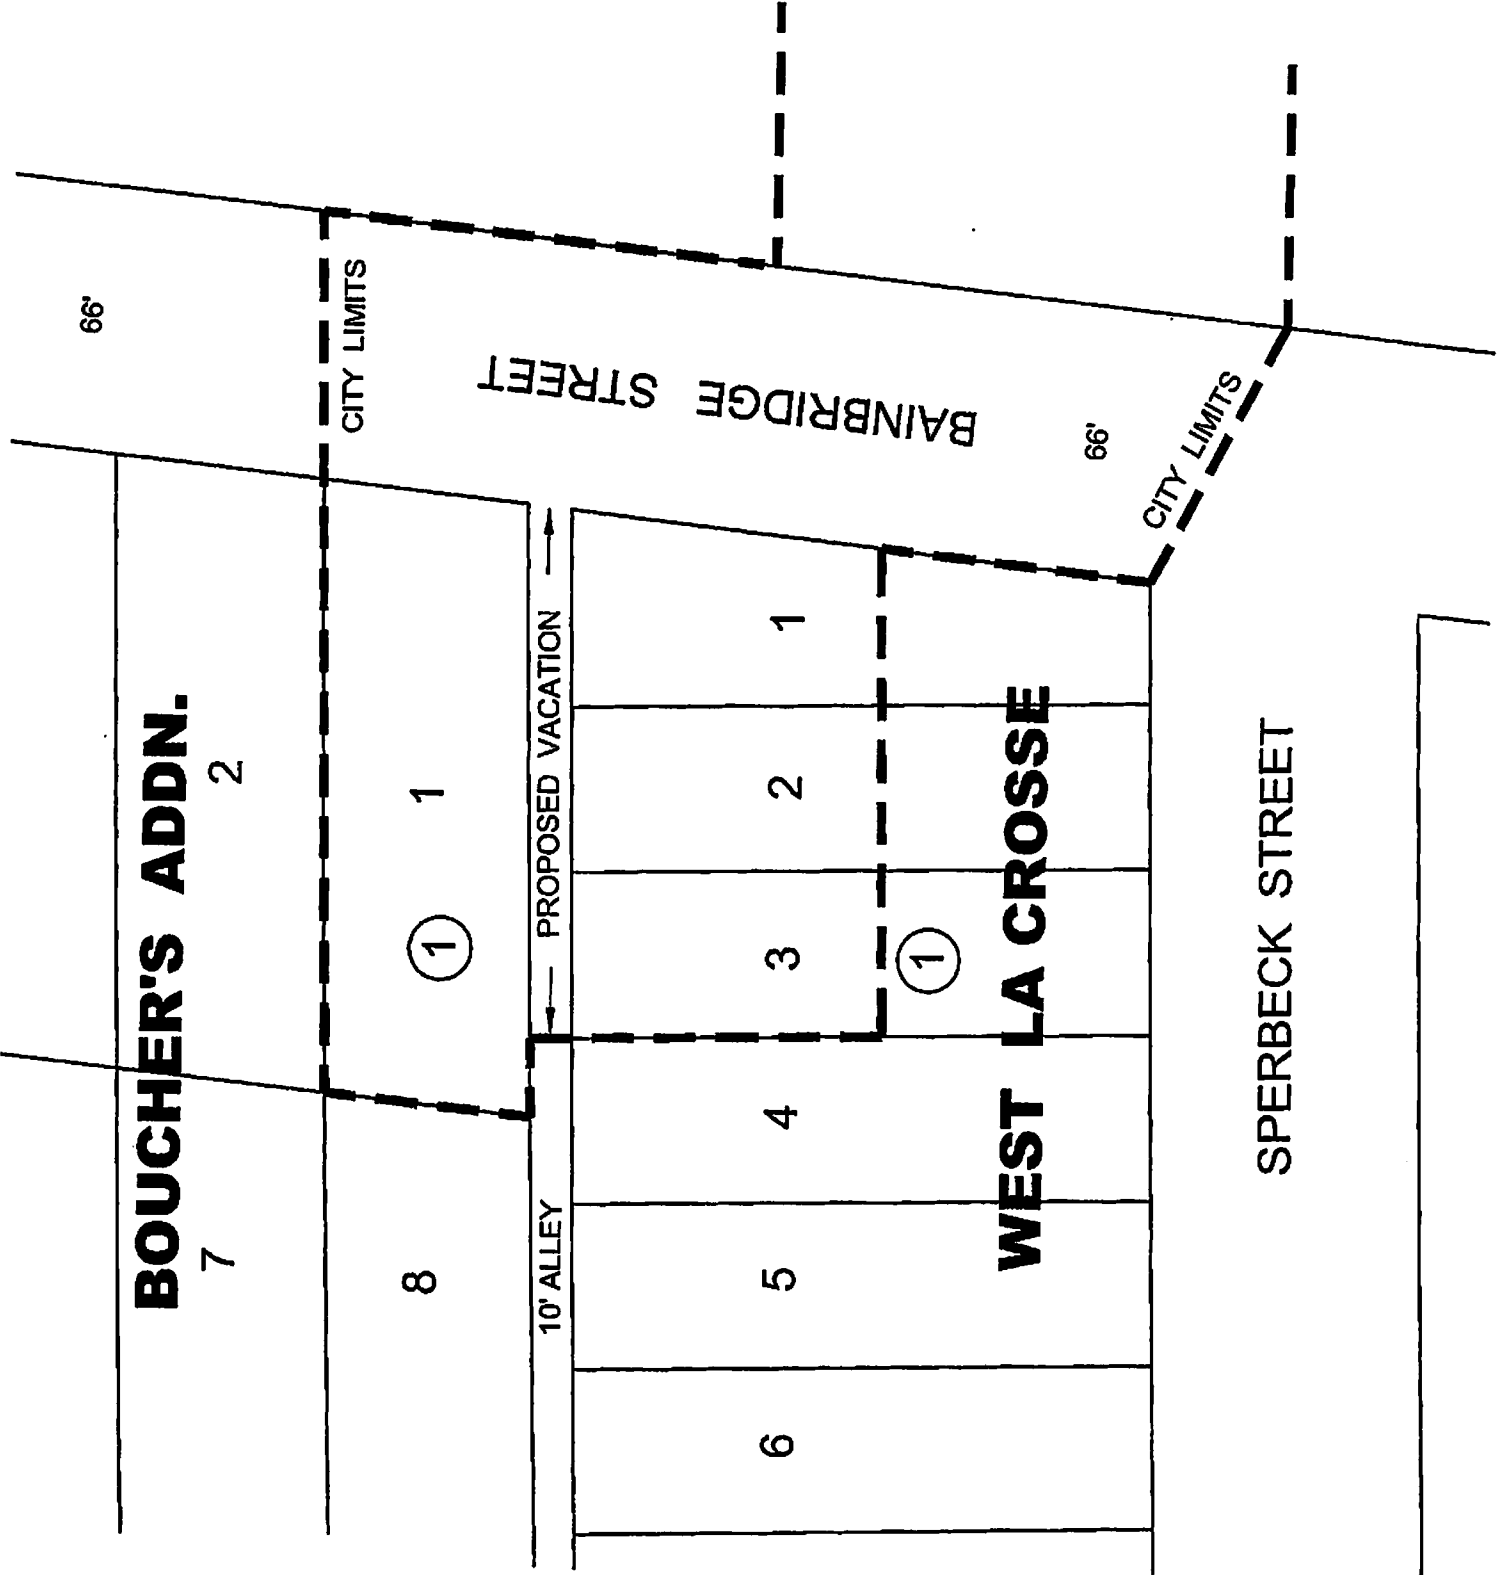 66'
CITY LIMITS
BAINBRIDGE STREET
66'
CITY LIMITS
BOUCHER'S ADDN.
2
1
1
7
8
PROPOSED VACATION
10' ALLEY
1
2
3
4
5
6
1
WEST LA CROSSE
SPERBECK STREET